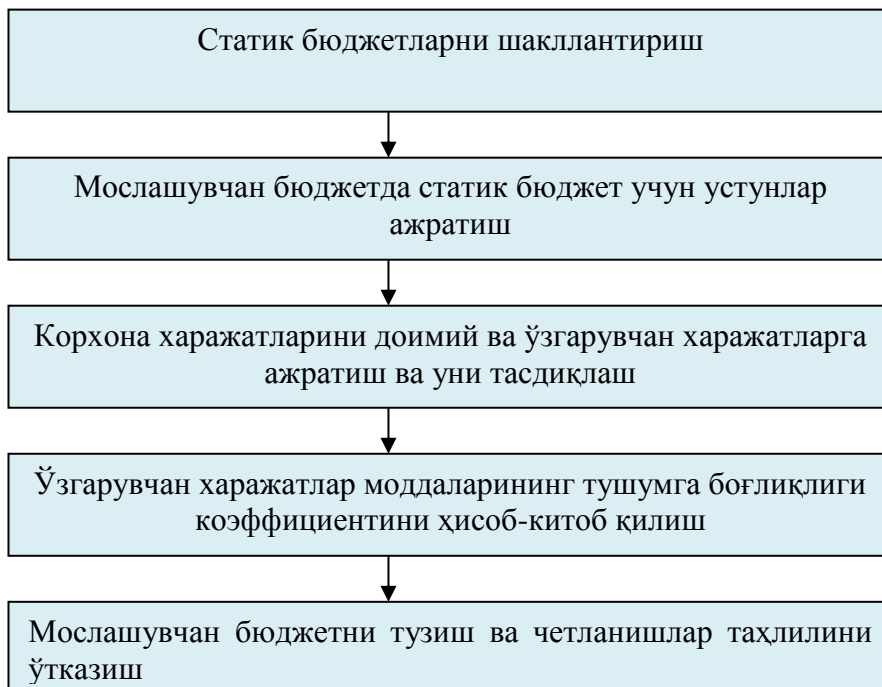 Статик бюджетларни шакллантириш
Мослашувчан бюджетда статик бюджет учун устунлар
ажратиш
Корхона харажатларини доимий ва ўзгарувчан харажатларга
ажратиш ва уни тасдиқлаш
Ўзгарувчан харажатлар моддаларининг тушумга боғлиқлиги
коэффициентини ҳисоб-китоб қилиш
Мослашувчан бюджетни тузиш ва четланишлар таҳлилини
ўтказиш